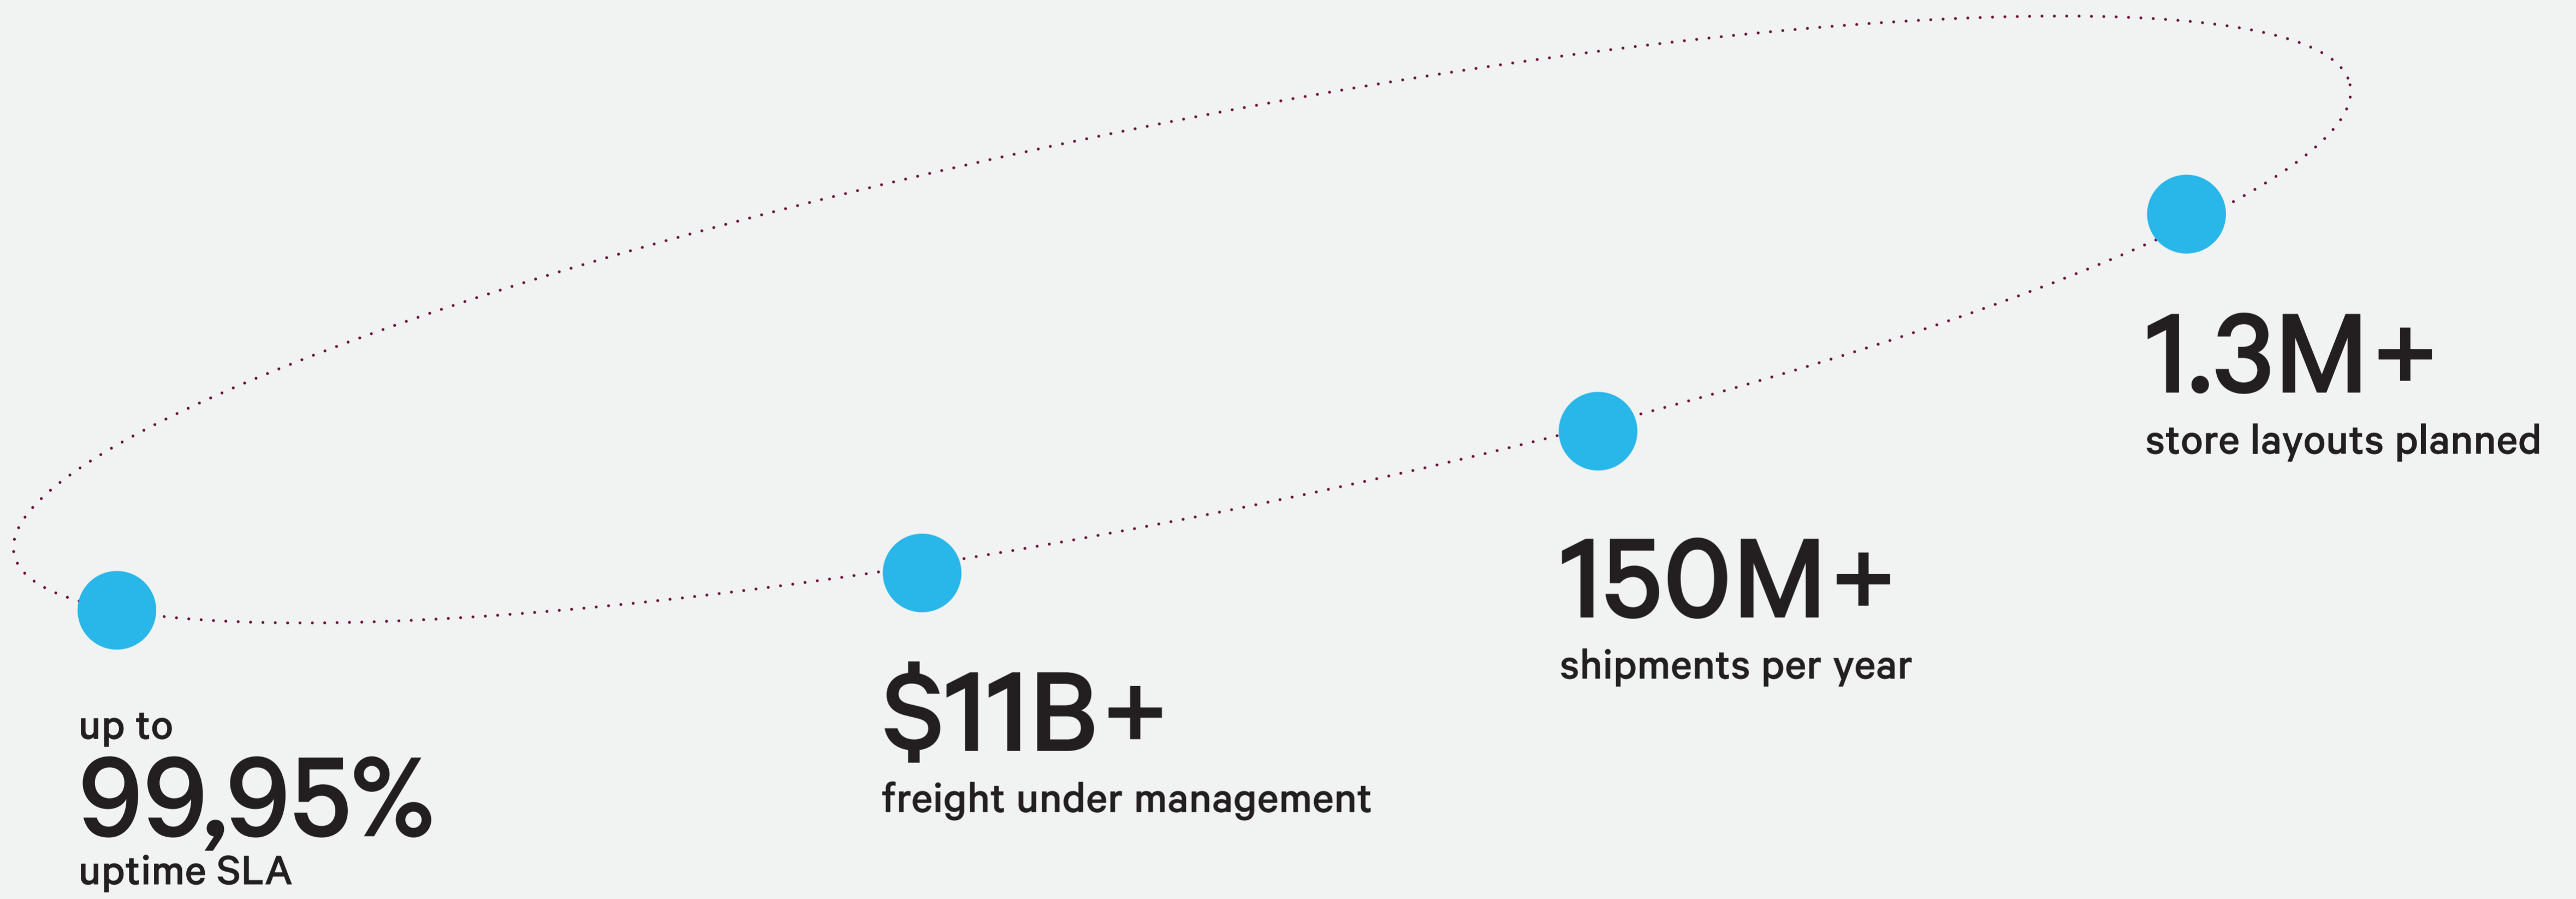 up to
99,95%
uptime SLA
$11B+
freight under management
150M+
shipments per year
1.3M+
store layouts planned